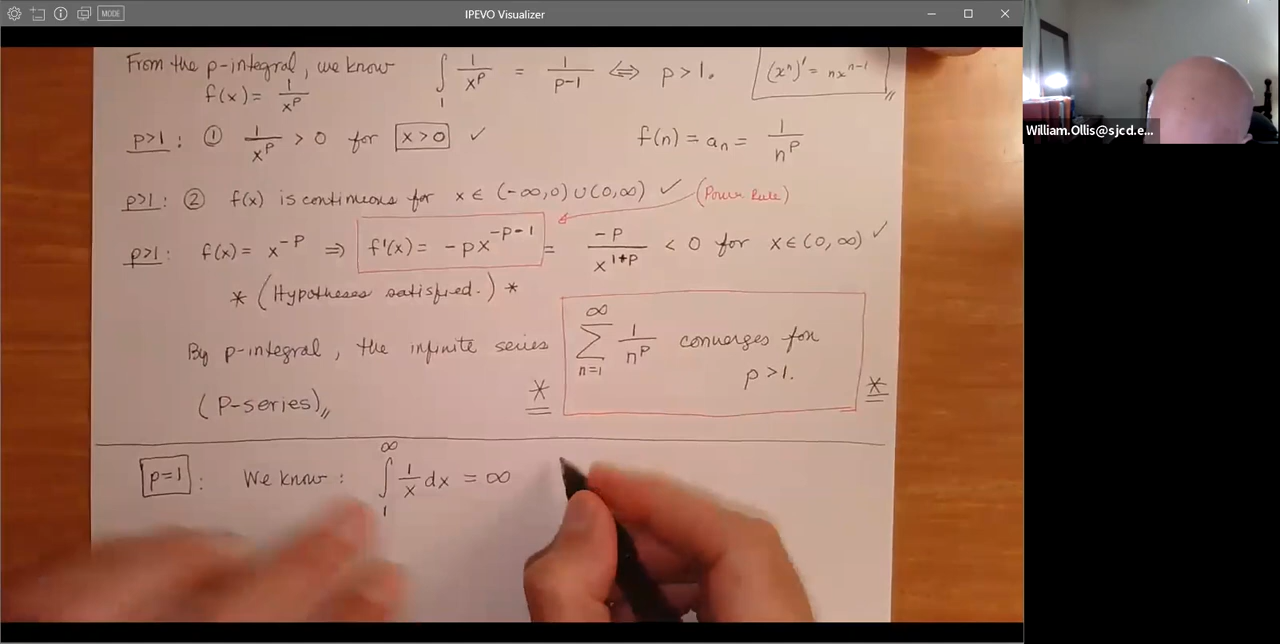 MODE
IPEVO Visualizer
From the p-integral, we know ∫ 1 1/x^p = 1/(p-1) ⟺ p > 1. (x^n)' = nx^(n-1)
f(x) = 1/x^p
p>1: ① 1/x^p > 0 for x>0 ✓ f(n) = a_n = 1/n^p
p>1: ② f(x) is continuous for x ∈ (-∞,0) ∪ (0,∞) ✓ (Power Rule)
p>1: f(x) = x^(-p) ⇒ f'(x) = -px^(-p-1) = -p/x^(1+p) < 0 for x∈(0,∞) ✓
* (Hypotheses satisfied.) *
By p-integral, the infinite series ∑ n=1 ∞ 1/n^p converges for p>1.
(P-series)
* *
p=1: We know: ∫ 1 ∞ 1/x dx = ∞
William.Ollis@sjcd.e...